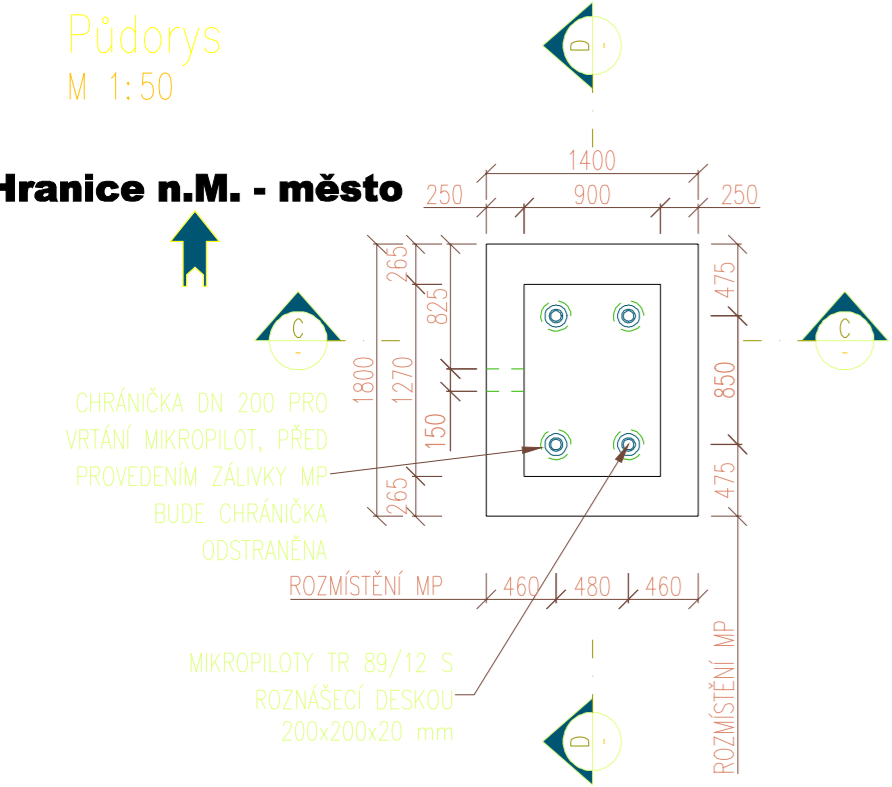 Půdorys
M 1:50
D
-
Hranice n.M. - město
1400
250
900
250
265
825
475
C
-
C
-
1800
1270
850
150
CHRÁNIČKA DN 200 PRO
VRTÁNÍ MIKROPILOT, PŘED
PROVEDENÍM ZÁLIVKY MP
BUDE CHRÁNIČKA
ODSTRANĚNA
265
475
ROZMÍSTĚNÍ MP
460
480
460
MIKROPILOTY TR 89/12 S
ROZNÁŠECÍ DESKOU
200x200x20 mm
ROZMÍSTĚNÍ MP
D
-